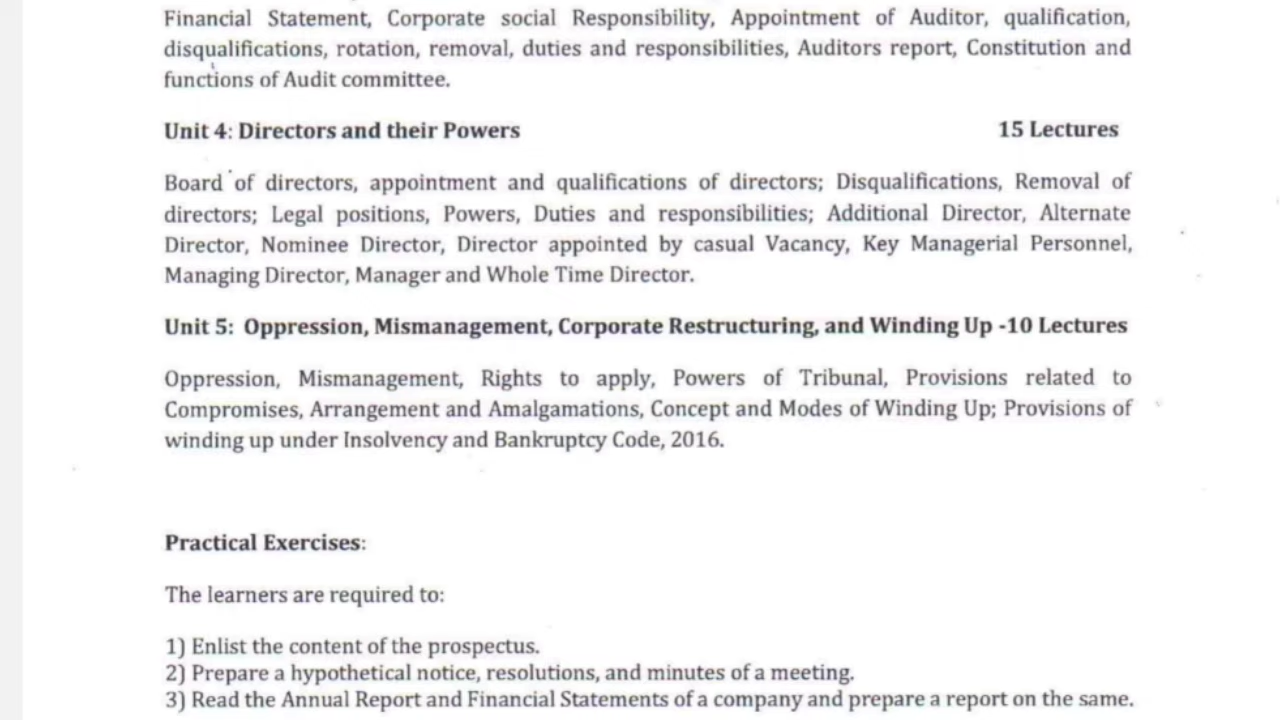 Financial Statement, Corporate social Responsibility, Appointment of Auditor, qualification,
disqualifications, rotation, removal, duties and responsibilities, Auditors report, Constitution and
functions of Audit committee.
Unit 4: Directors and their Powers 15 Lectures
Board of directors, appointment and qualifications of directors; Disqualifications, Removal of
directors; Legal positions, Powers, Duties and responsibilities; Additional Director, Alternate
Director, Nominee Director, Director appointed by casual Vacancy, Key Managerial Personnel,
Managing Director, Manager and Whole Time Director.
Unit 5: Oppression, Mismanagement, Corporate Restructuring, and Winding Up -10 Lectures
Oppression, Mismanagement, Rights to apply, Powers of Tribunal, Provisions related to
Compromises, Arrangement and Amalgamations, Concept and Modes of Winding Up; Provisions of
winding up under Insolvency and Bankruptcy Code, 2016.
Practical Exercises:
The learners are required to:
1) Enlist the content of the prospectus.
2) Prepare a hypothetical notice, resolutions, and minutes of a meeting.
3) Read the Annual Report and Financial Statements of a company and prepare a report on the same.